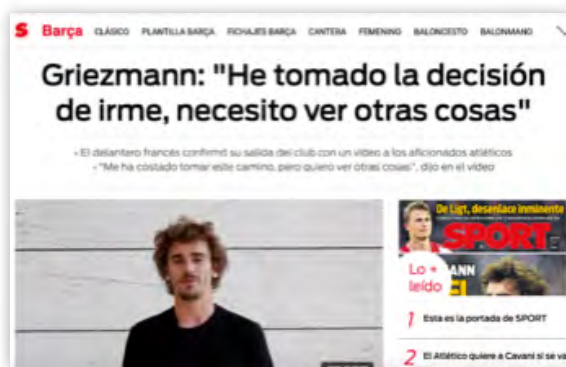 S Barça CLÁSICO PLANTILLA BARÇA FICHAJES BARÇA CANTERA FEMENINO BALONCESTO BALONMANO
Griezmann: "He tomado la decisión
de irme, necesito ver otras cosas"
- El delantero francés confirmó su salida del club con un vídeo a los aficionados atléticos
- "Me ha costado tomar este camino, pero quiero ver otras cosas", dijo en el vídeo
De Ligt, desenlace inminente
SPORT
Lo +
leído
ANN
EL
1 Esta es la portada de SPORT
2 El Atlético quiere a Cavani si se va